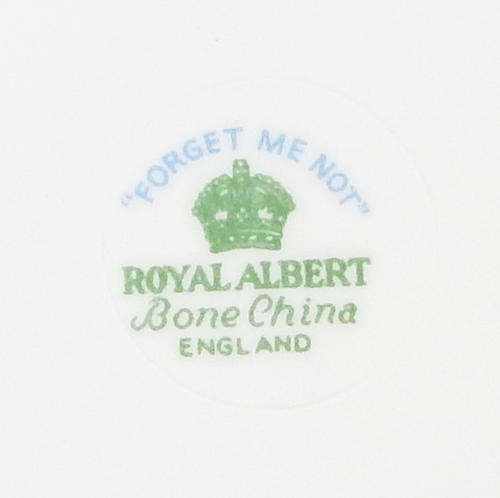 "FORGET ME NOT"
ROYAL ALBERT
Bone China
ENGLAND